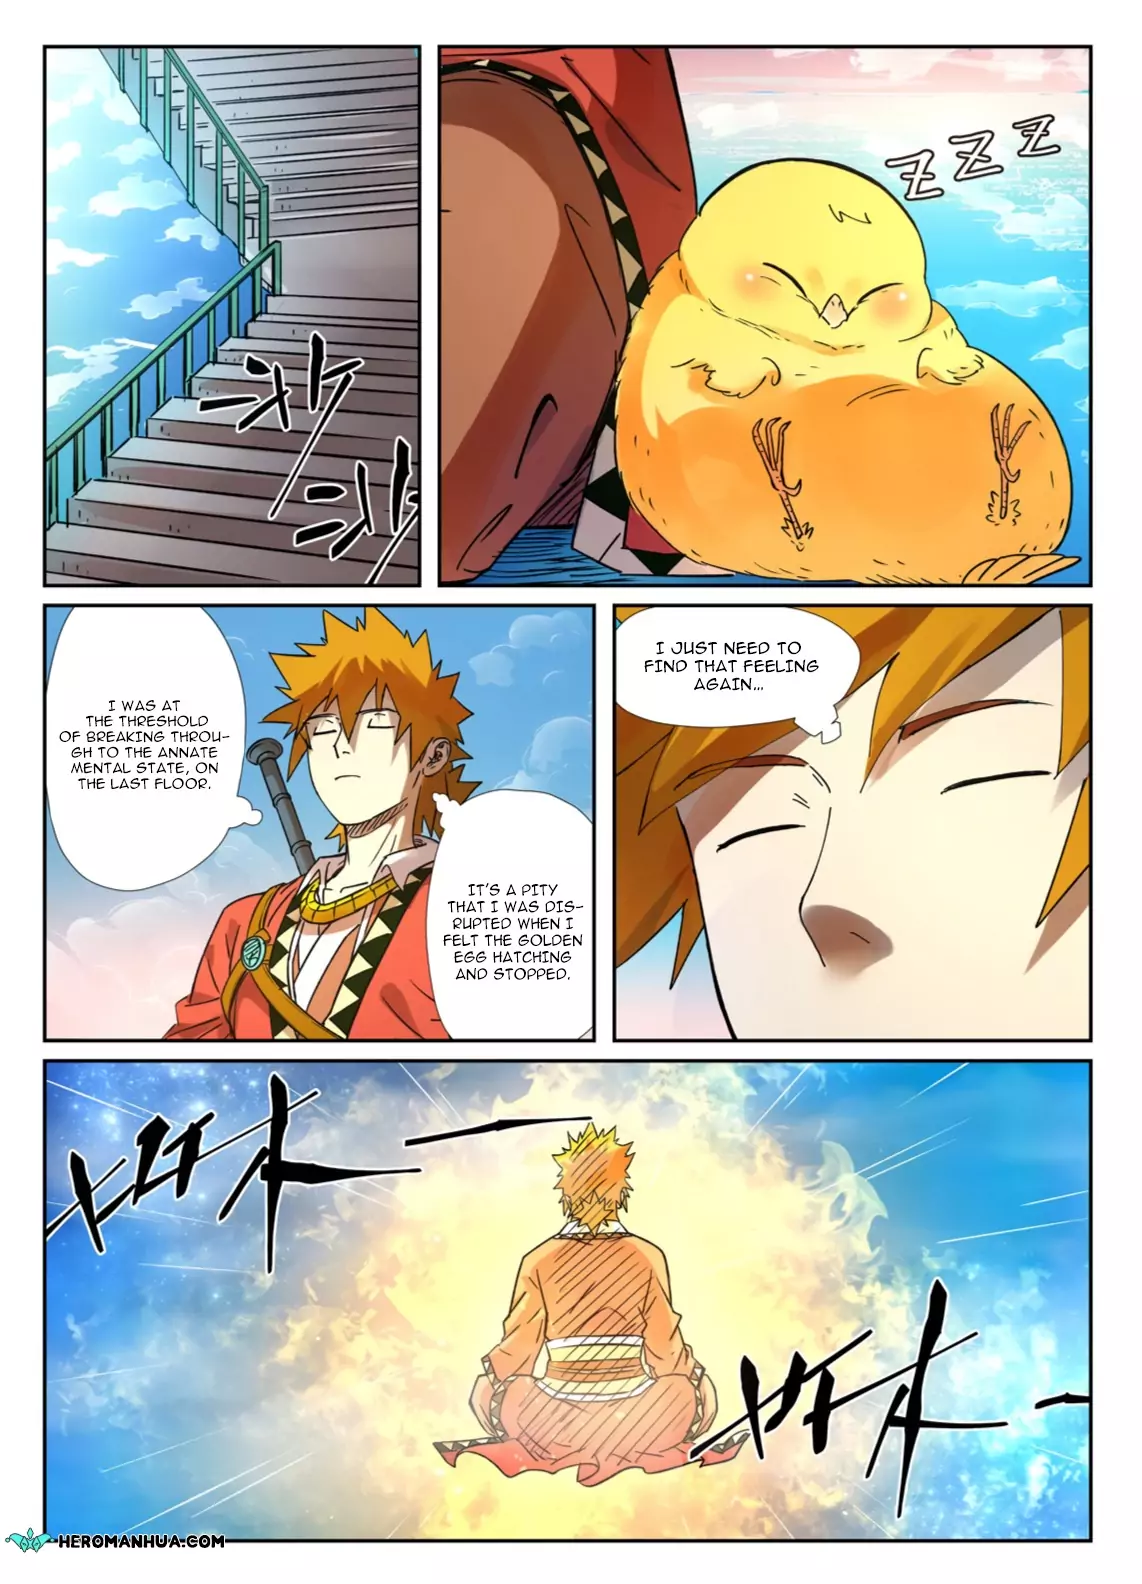 Z Z Z
I WAS AT
THE THRESHOLD
OF BREAKING THROU-
GH TO THE ANNATE
MENTAL STATE, ON
THE LAST FLOOR.
IT'S A PITY
THAT I WAS DIS-
RUPTED WHEN I
FELT THE GOLDEN
EGG HATCHING
AND STOPPED.
I JUST NEED TO
FIND THAT FEELING
AGAIN...
HEROMANHUA.COM